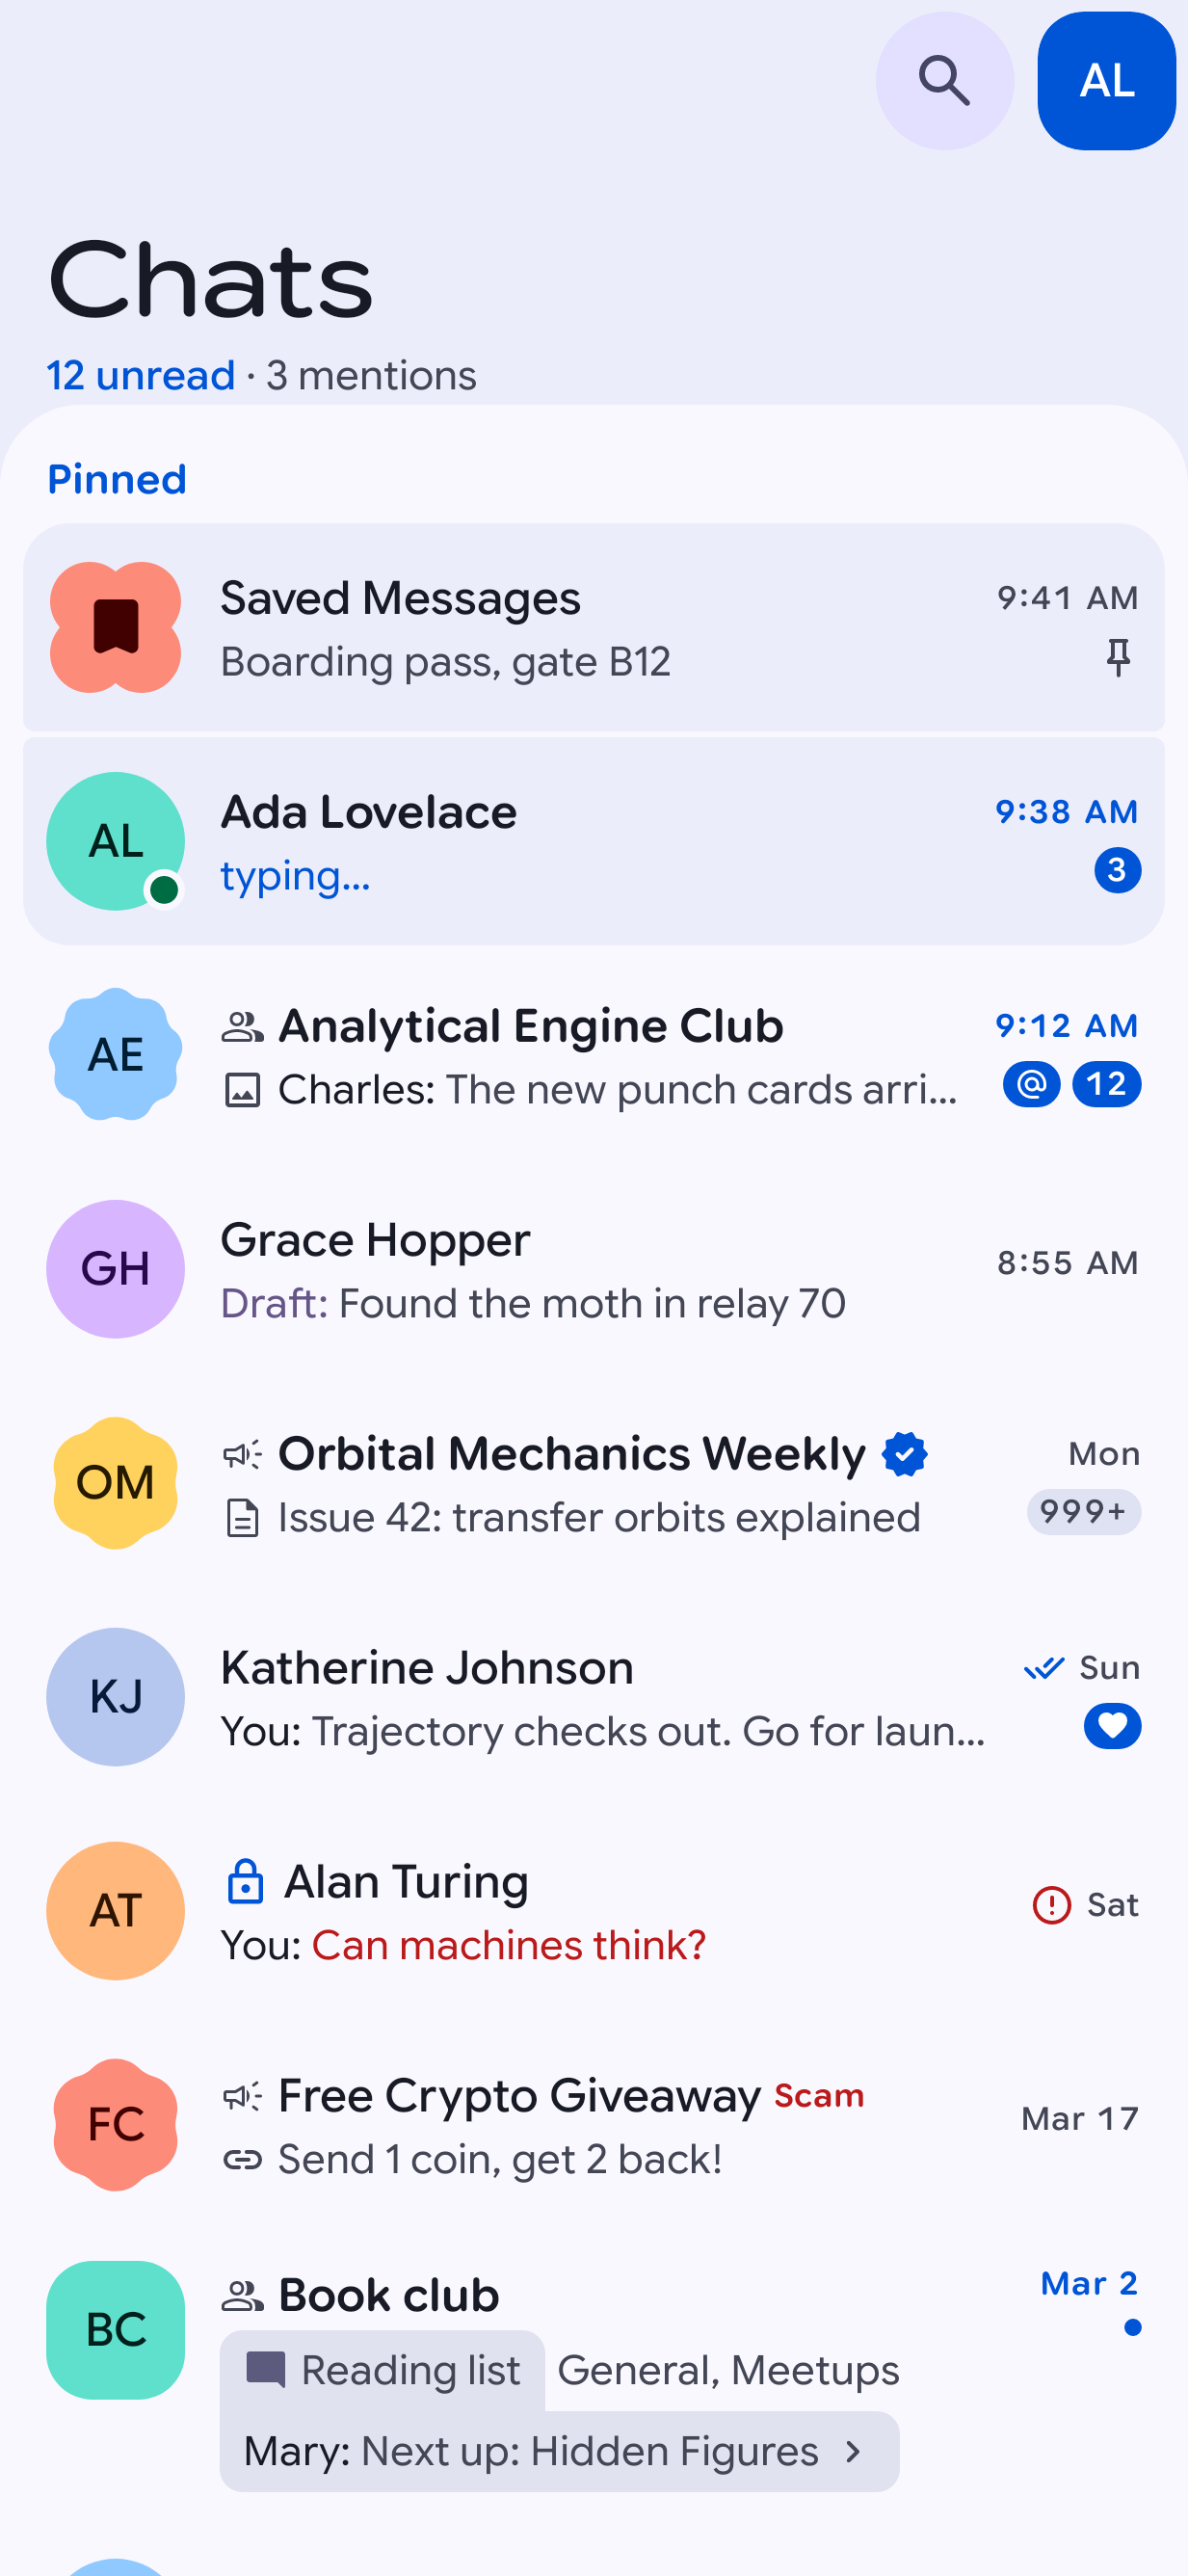 AL
Chats
12 unread · 3 mentions
Pinned
Saved Messages 9:41 AM
Boarding pass, gate B12
AL
Ada Lovelace 9:38 AM
typing... 3
AE
Analytical Engine Club 9:12 AM
Charles: The new punch cards arri... @ 12
GH
Grace Hopper 8:55 AM
Draft: Found the moth in relay 70
OM
Orbital Mechanics Weekly Mon
Issue 42: transfer orbits explained 999+
KJ
Katherine Johnson Sun
You: Trajectory checks out. Go for laun...
AT
Alan Turing Sat
You: Can machines think?
FC
Free Crypto Giveaway Scam Mar 17
Send 1 coin, get 2 back!
BC
Book club Mar 2
Reading list General, Meetups
Mary: Next up: Hidden Figures